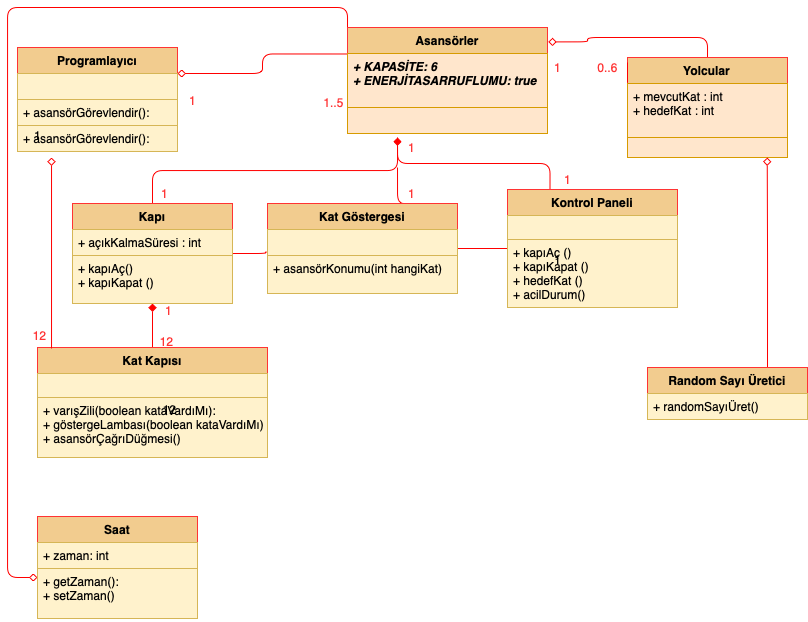 Programlayıcı
+ asansörGörevlendir():
+ asansörGörevlendir():
1
1
Asansörler
+ KAPASİTE: 6
+ ENERJİTASARRUFLUMU: true
1..5
1
0..6
Yolcular
+ mevcutKat : int
+ hedefKat : int
1
1
1
1
Kapı
+ açıkKalmaSüresi : int
+ kapıAç()
+ kapıKapat ()
Kat Göstergesi
+ asansörKonumu(int hangiKat)
Kontrol Paneli
+ kapıAç ()
+ kapıKapat ()
+ hedefKat ()
+ acilDurum()
1
1
12
12
Kat Kapısı
+ varışZili(boolean kataVardıMı):
+ göstergeLambası(boolean kataVardıMı)
+ asansörÇağrıDüğmesi()
12
Random Sayı Üretici
+ randomSayıÜret()
Saat
+ zaman: int
+ getZaman():
+ setZaman()